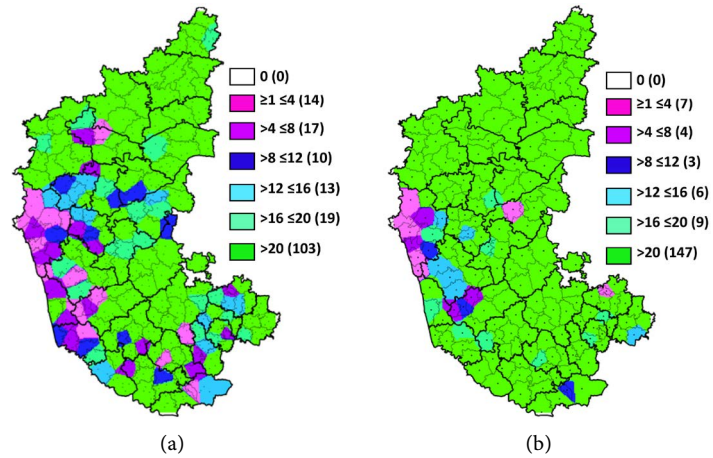 0 (0)
≥1 ≤4 (14)
>4 ≤8 (17)
>8 ≤12 (10)
>12 ≤16 (13)
>16 ≤20 (19)
>20 (103)
(a)
0 (0)
≥1 ≤4 (7)
>4 ≤8 (4)
>8 ≤12 (3)
>12 ≤16 (6)
>16 ≤20 (9)
>20 (147)
(b)